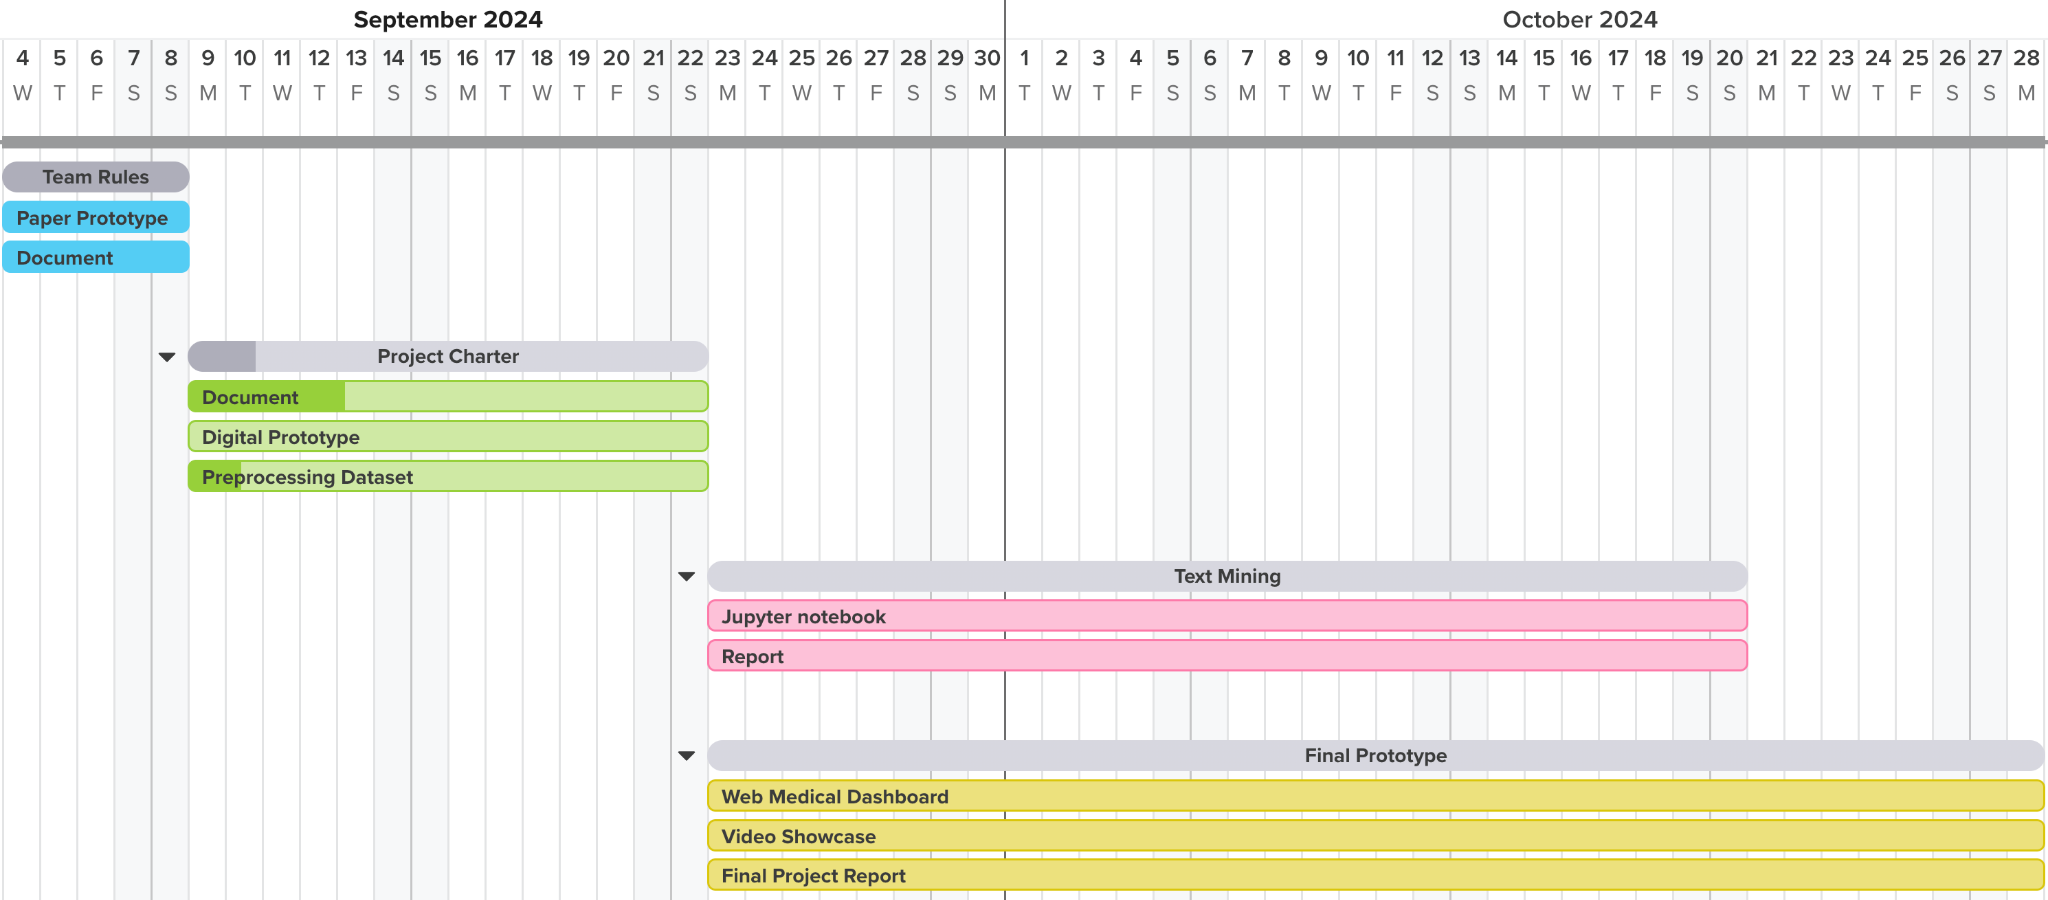 September 2024 October 2024
4 5 6 7 8 9 10 11 12 13 14 15 16 17 18 19 20 21 22 23 24 25 26 27 28 29 30 1 2 3 4 5 6 7 8 9 10 11 12 13 14 15 16 17 18 19 20 21 22 23 24 25 26 27 28
W T F S S M T W T F S S M T W T F S S M T W T F S S M T W T F S S M T W T F S S M T W T F S S M T W T F S S M
Team Rules
Paper Prototype
Document
Project Charter
Document
Digital Prototype
Preprocessing Dataset
Text Mining
Jupyter notebook
Report
Final Prototype
Web Medical Dashboard
Video Showcase
Final Project Report